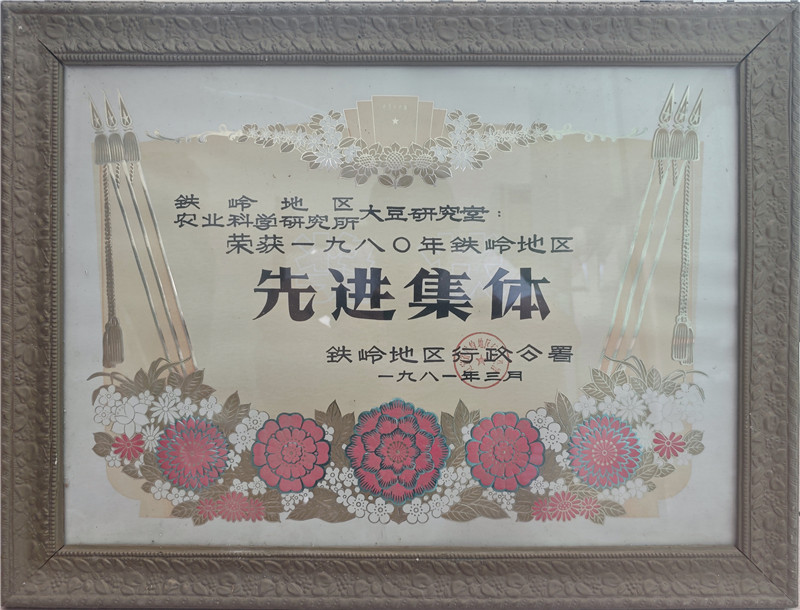 铁岭地区
农业科学研究所大豆研究室：
荣获一九八〇年铁岭地区
先进集体
铁岭地区行政公署
一九八一年三月